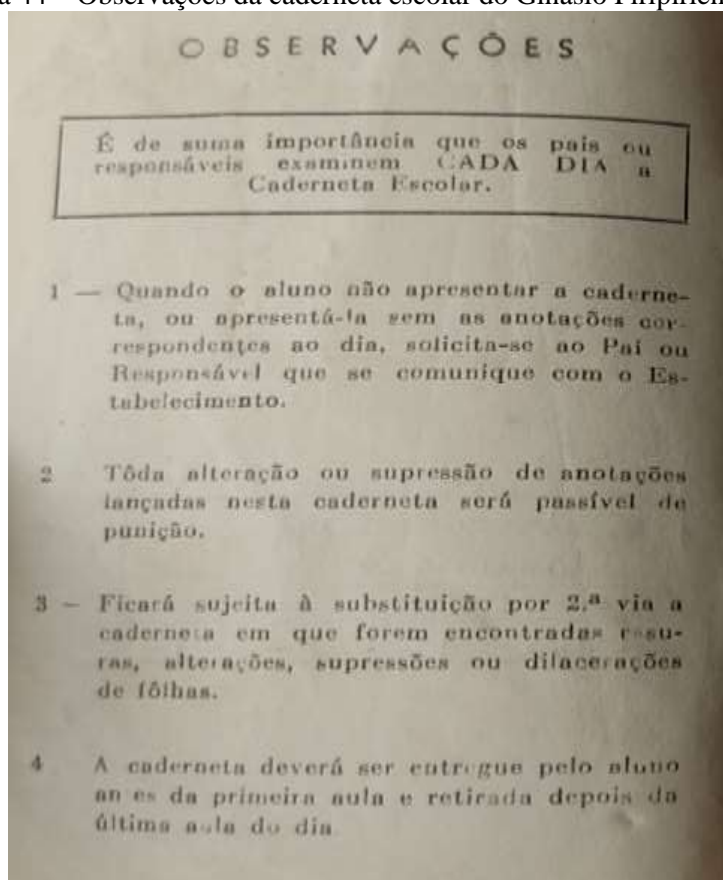 Observações da caderneta escolar do Ginásio
OBSERVAÇÕES
É de suma importância que os pais ou
responsáveis examinem CADA DIA a
Caderneta Escolar.
1 — Quando o aluno não apresentar a caderne-
ta, ou apresentá-la sem as anotações cor-
respondentes ao dia, solicita-se ao Pai ou
Responsável que se comunique com o Es-
tabelecimento.
2 Tôda alteração ou supressão de anotações
lançadas nesta caderneta será passível de
punição.
3 — Ficará sujeita à substituição por 2.ª via a
caderneta em que forem encontradas rasu-
ras, alterações, supressões ou dilacerações
de fôlhas.
4 A caderneta deverá ser entregue pelo aluno
antes da primeira aula e retirada depois da
última aula do dia.